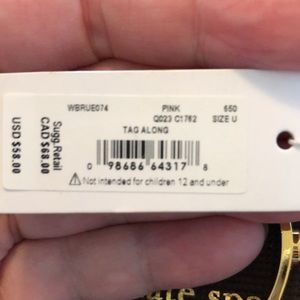 WBRUE074 PINK 650
Q023 C1762 SIZE U
TAG ALONG
0 98686 64317 8
Not intended for children 12 and under
Sugg. Retail
CAD $68.00
USD $58.00